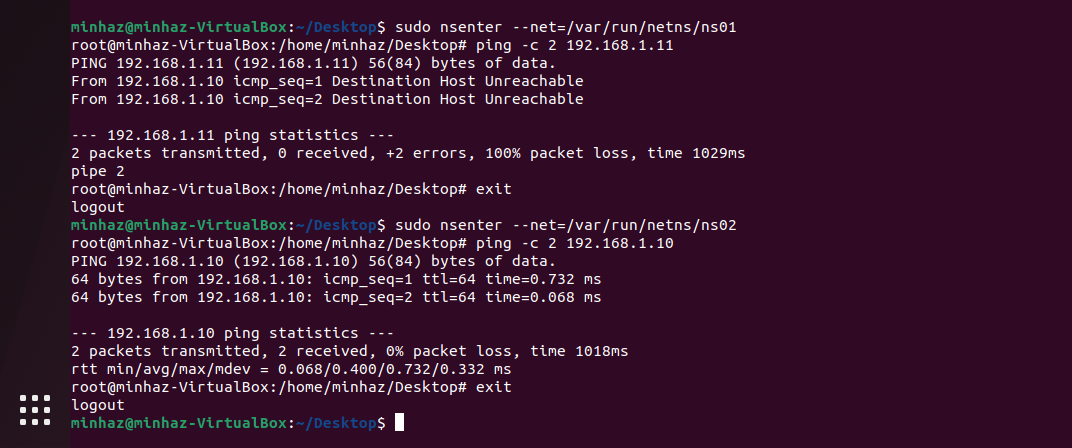 minhaz@minhaz-VirtualBox:~/Desktop$ sudo nsenter --net=/var/run/netns/ns01
root@minhaz-VirtualBox:/home/minhaz/Desktop# ping -c 2 192.168.1.11
PING 192.168.1.11 (192.168.1.11) 56(84) bytes of data.
From 192.168.1.10 icmp_seq=1 Destination Host Unreachable
From 192.168.1.10 icmp_seq=2 Destination Host Unreachable

--- 192.168.1.11 ping statistics ---
2 packets transmitted, 0 received, +2 errors, 100% packet loss, time 1029ms
pipe 2
root@minhaz-VirtualBox:/home/minhaz/Desktop# exit
logout
minhaz@minhaz-VirtualBox:~/Desktop$ sudo nsenter --net=/var/run/netns/ns02
root@minhaz-VirtualBox:/home/minhaz/Desktop# ping -c 2 192.168.1.10
PING 192.168.1.10 (192.168.1.10) 56(84) bytes of data.
64 bytes from 192.168.1.10: icmp_seq=1 ttl=64 time=0.732 ms
64 bytes from 192.168.1.10: icmp_seq=2 ttl=64 time=0.068 ms

--- 192.168.1.10 ping statistics ---
2 packets transmitted, 2 received, 0% packet loss, time 1018ms
rtt min/avg/max/mdev = 0.068/0.400/0.732/0.332 ms
root@minhaz-VirtualBox:/home/minhaz/Desktop# exit
logout
minhaz@minhaz-VirtualBox:~/Desktop$